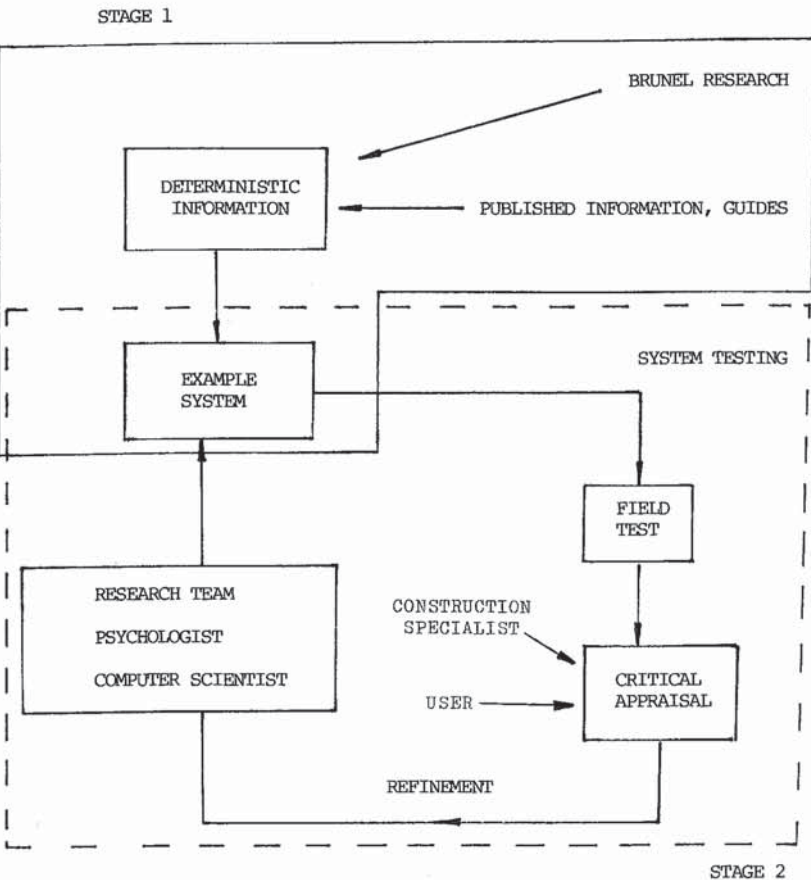 STAGE 1
BRUNEL RESEARCH
DETERMINISTIC
INFORMATION
PUBLISHED INFORMATION, GUIDES
SYSTEM TESTING
EXAMPLE
SYSTEM
FIELD
TEST
RESEARCH TEAM
PSYCHOLOGIST
COMPUTER SCIENTIST
CONSTRUCTION
SPECIALIST
USER
CRITICAL
APPRAISAL
REFINEMENT
STAGE 2